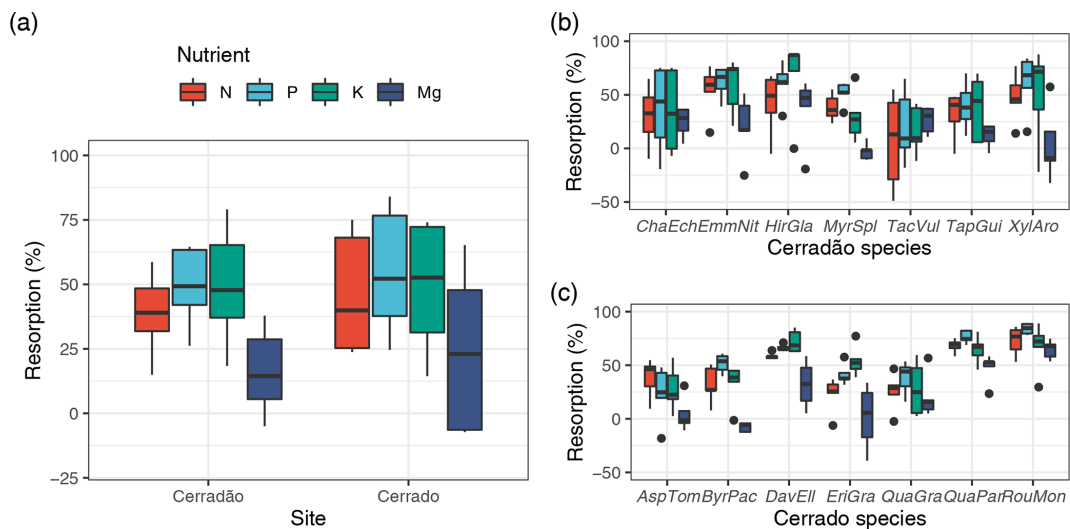 (a)
Nutrient
N P K Mg
Resorption (%)
100
75
50
25
0
−25
Cerradão Cerrado
Site
(b)
Resorption (%)
100
50
0
−50
ChaEch EmmNit HirGla MyrSpl TacVul TapGui XylAro
Cerradão species
(c)
Resorption (%)
100
50
0
−50
AspTom ByrPac DavEll EriGra QuaGra QuaPar RouMon
Cerrado species